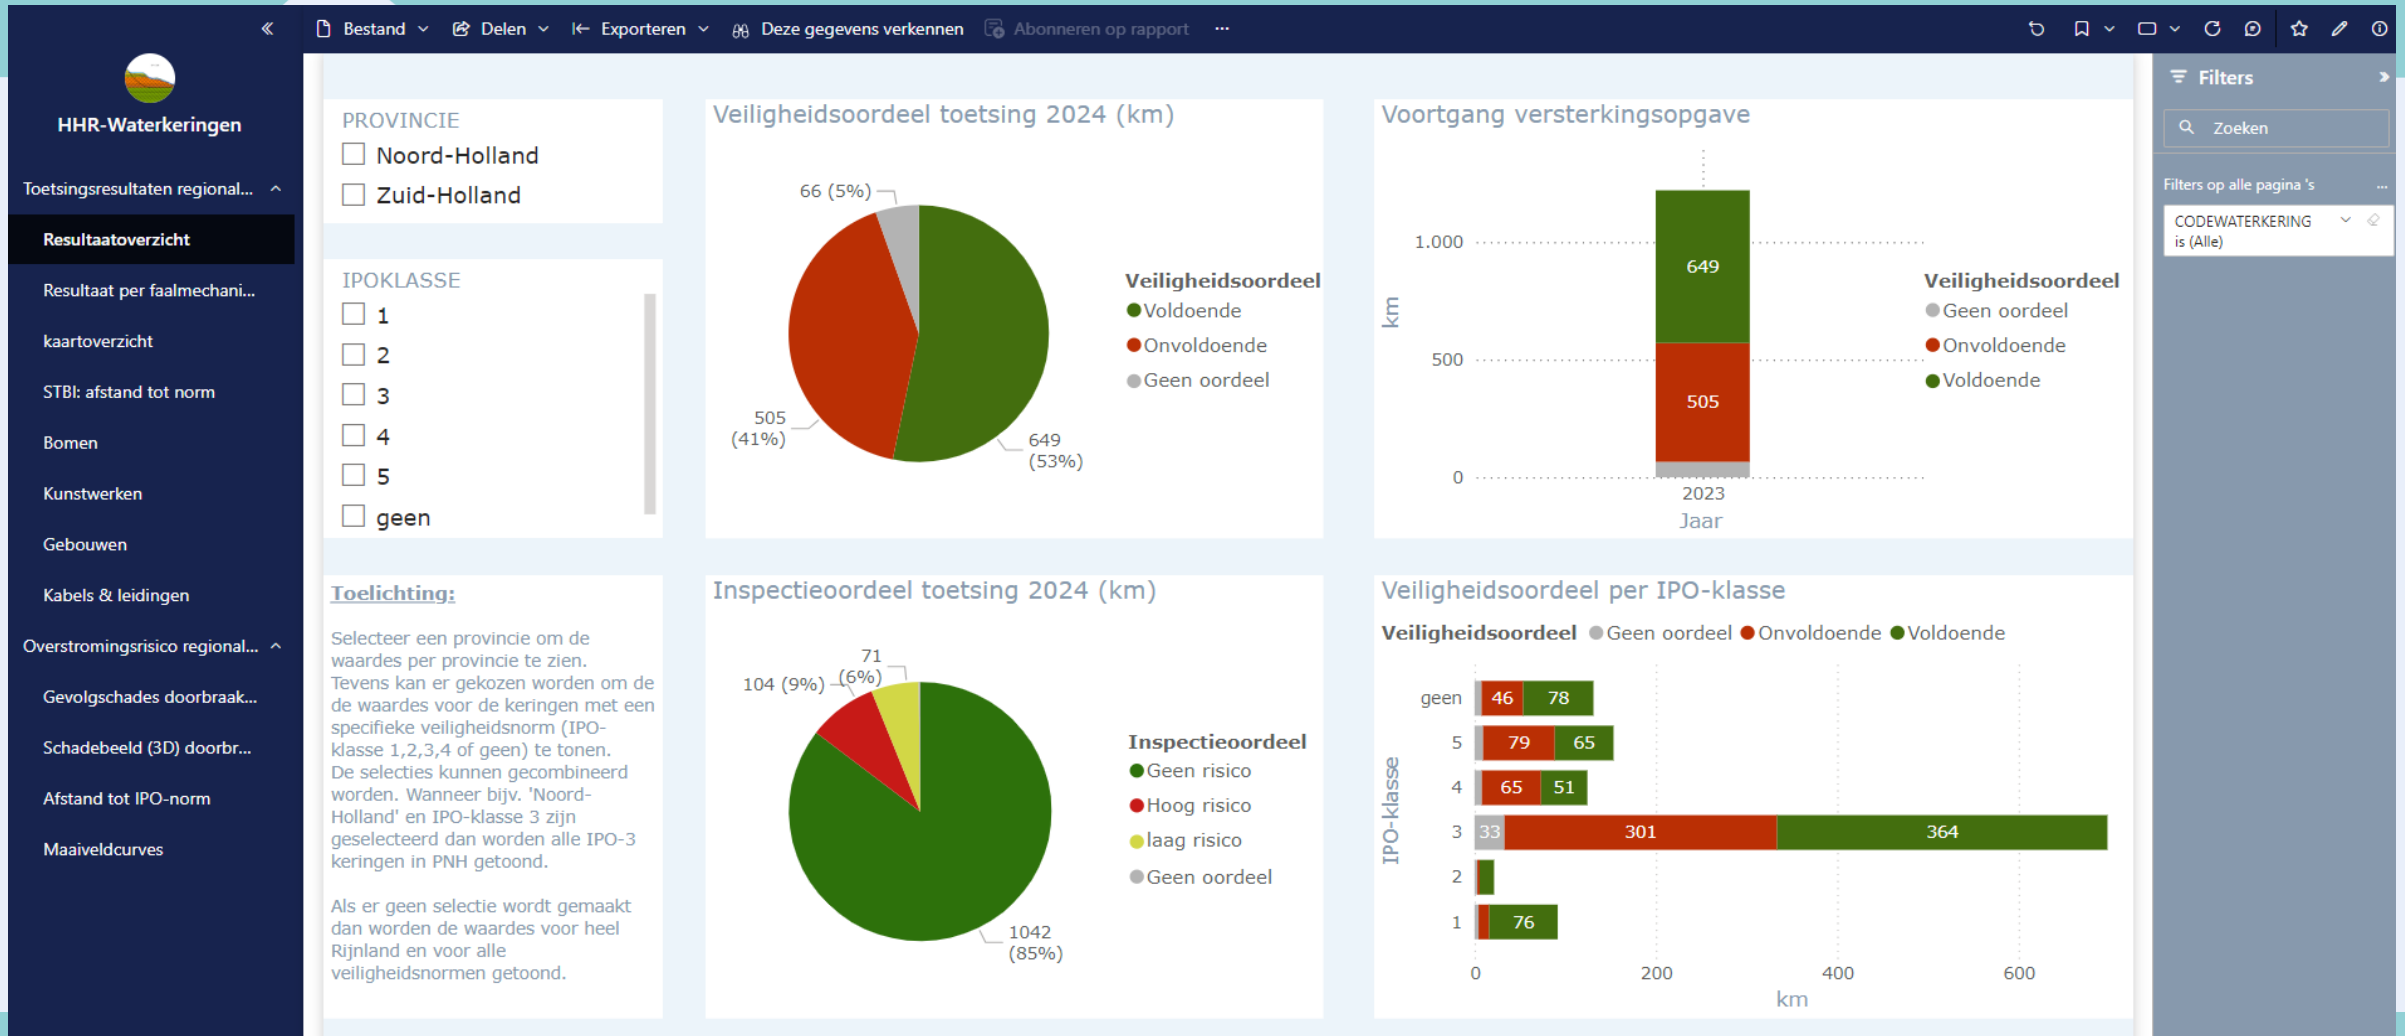 Bestand
Delen
Exporteren
Deze gegevens verkennen
Abonneren op rapport
...
HHR-Waterkeringen
Toetsingsresultaten regional...
Resultaatoverzicht
Resultaat per faalmechani...
kaartoverzicht
STBI: afstand tot norm
Bomen
Kunstwerken
Gebouwen
Kabels & leidingen
Overstromingsrisico regional...
Gevolgschades doorbraak...
Schadebeeld (3D) doorbr...
Afstand tot IPO-norm
Maaiveldcurves
PROVINCIE
Noord-Holland
Zuid-Holland
IPOKLASSE
1
2
3
4
5
geen
Toelichting:
Selecteer een provincie om de
waardes per provincie te zien.
Tevens kan er gekozen worden om de
de waardes voor de keringen met een
specifieke veiligheidsnorm (IPO-
klasse 1,2,3,4 of geen) te tonen.
De selecties kunnen gecombineerd
worden. Wanneer bijv. 'Noord-
Holland' en IPO-klasse 3 zijn
geselecteerd dan worden alle IPO-3
keringen in PNH getoond.
Als er geen selectie wordt gemaakt
dan worden de waardes voor heel
Rijnland en voor alle
veiligheidsnormen getoond.
Veiligheidsoordeel toetsing 2024 (km)
66 (5%)
505
(41%)
649
(53%)
Veiligheidsoordeel
Voldoende
Onvoldoende
Geen oordeel
Voortgang versterkingsopgave
km
1.000
500
0
649
505
2023
Jaar
Veiligheidsoordeel
Geen oordeel
Onvoldoende
Voldoende
Inspectieoordeel toetsing 2024 (km)
71
(6%)
104 (9%)
1042
(85%)
Inspectieoordeel
Geen risico
Hoog risico
laag risico
Geen oordeel
Veiligheidsoordeel per IPO-klasse
Veiligheidsoordeel Geen oordeel Onvoldoende Voldoende
IPO-klasse
geen 46 78
5 79 65
4 65 51
3 33 301 364
2
1 76
0 200 400 600
km
Filters
Zoeken
Filters op alle pagina 's
...
CODEWATERKERING
is (Alle)